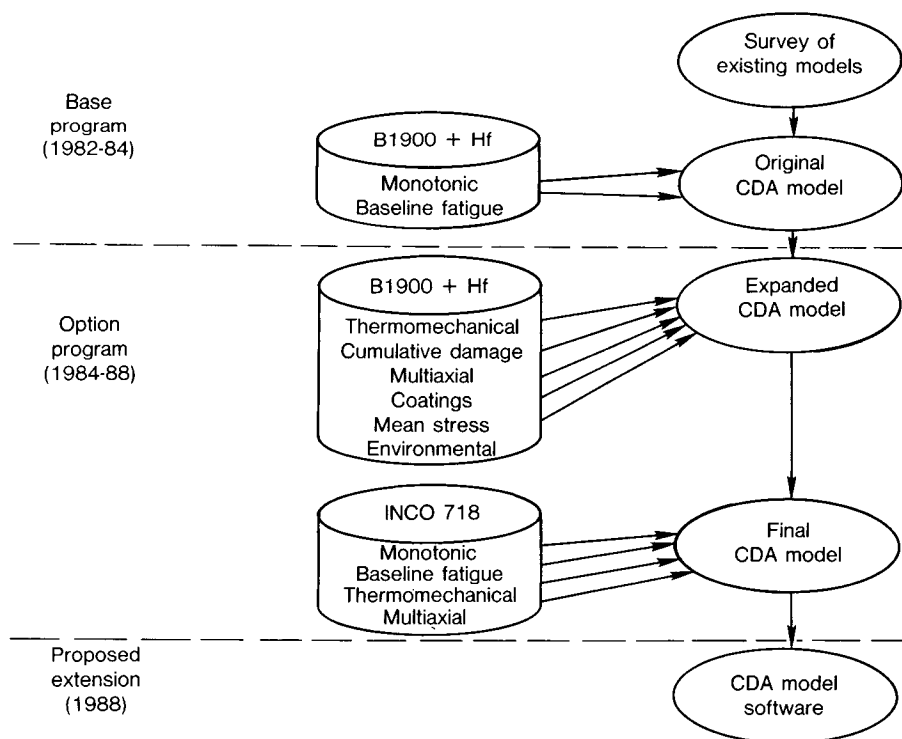 Survey of
existing models
Base
program
(1982-84)
B1900 + Hf
Monotonic
Baseline fatigue
Original
CDA model
Option
program
(1984-88)
B1900 + Hf
Thermomechanical
Cumulative damage
Multiaxial
Coatings
Mean stress
Environmental
Expanded
CDA model
INCO 718
Monotonic
Baseline fatigue
Thermomechanical
Multiaxial
Final
CDA model
Proposed
extension
(1988)
CDA model
software